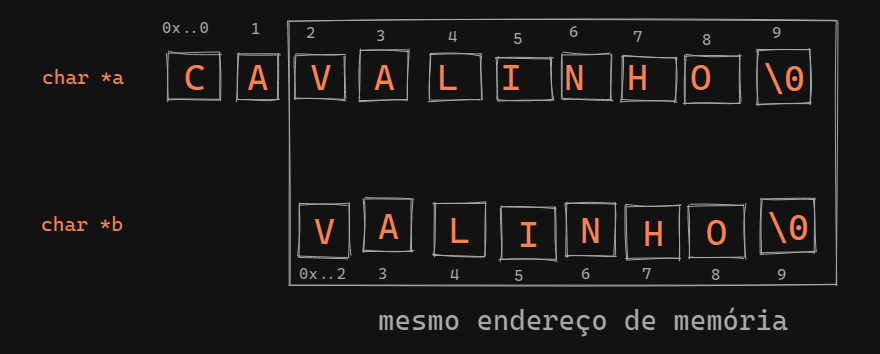 0x..0 1 2 3 4 5 6 7 8 9
char *a C A V A L I N H O \0
char *b V A L I N H O \0
0x..2 3 4 5 6 7 8 9
mesmo endereço de memória